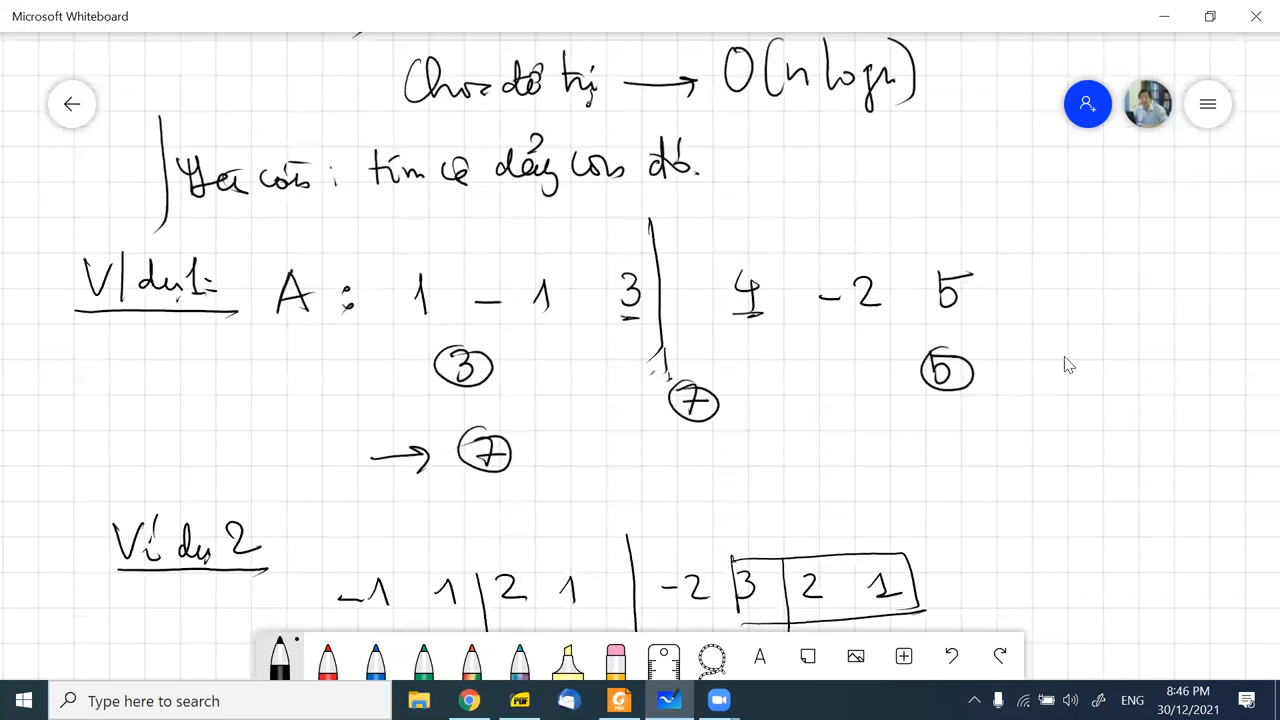 Microsoft Whiteboard
Chia để trị → O(n logn)
Yêu cầu: tìm cả dãy con đó.
Ví dụ 1: A : 1 -1 3 4 -2 5
3 5
7
→ 7
Ví dụ 2
-1 1 2 1 -2 3 2 1
A
Type here to search
PDF
ENG
8:46 PM
30/12/2021